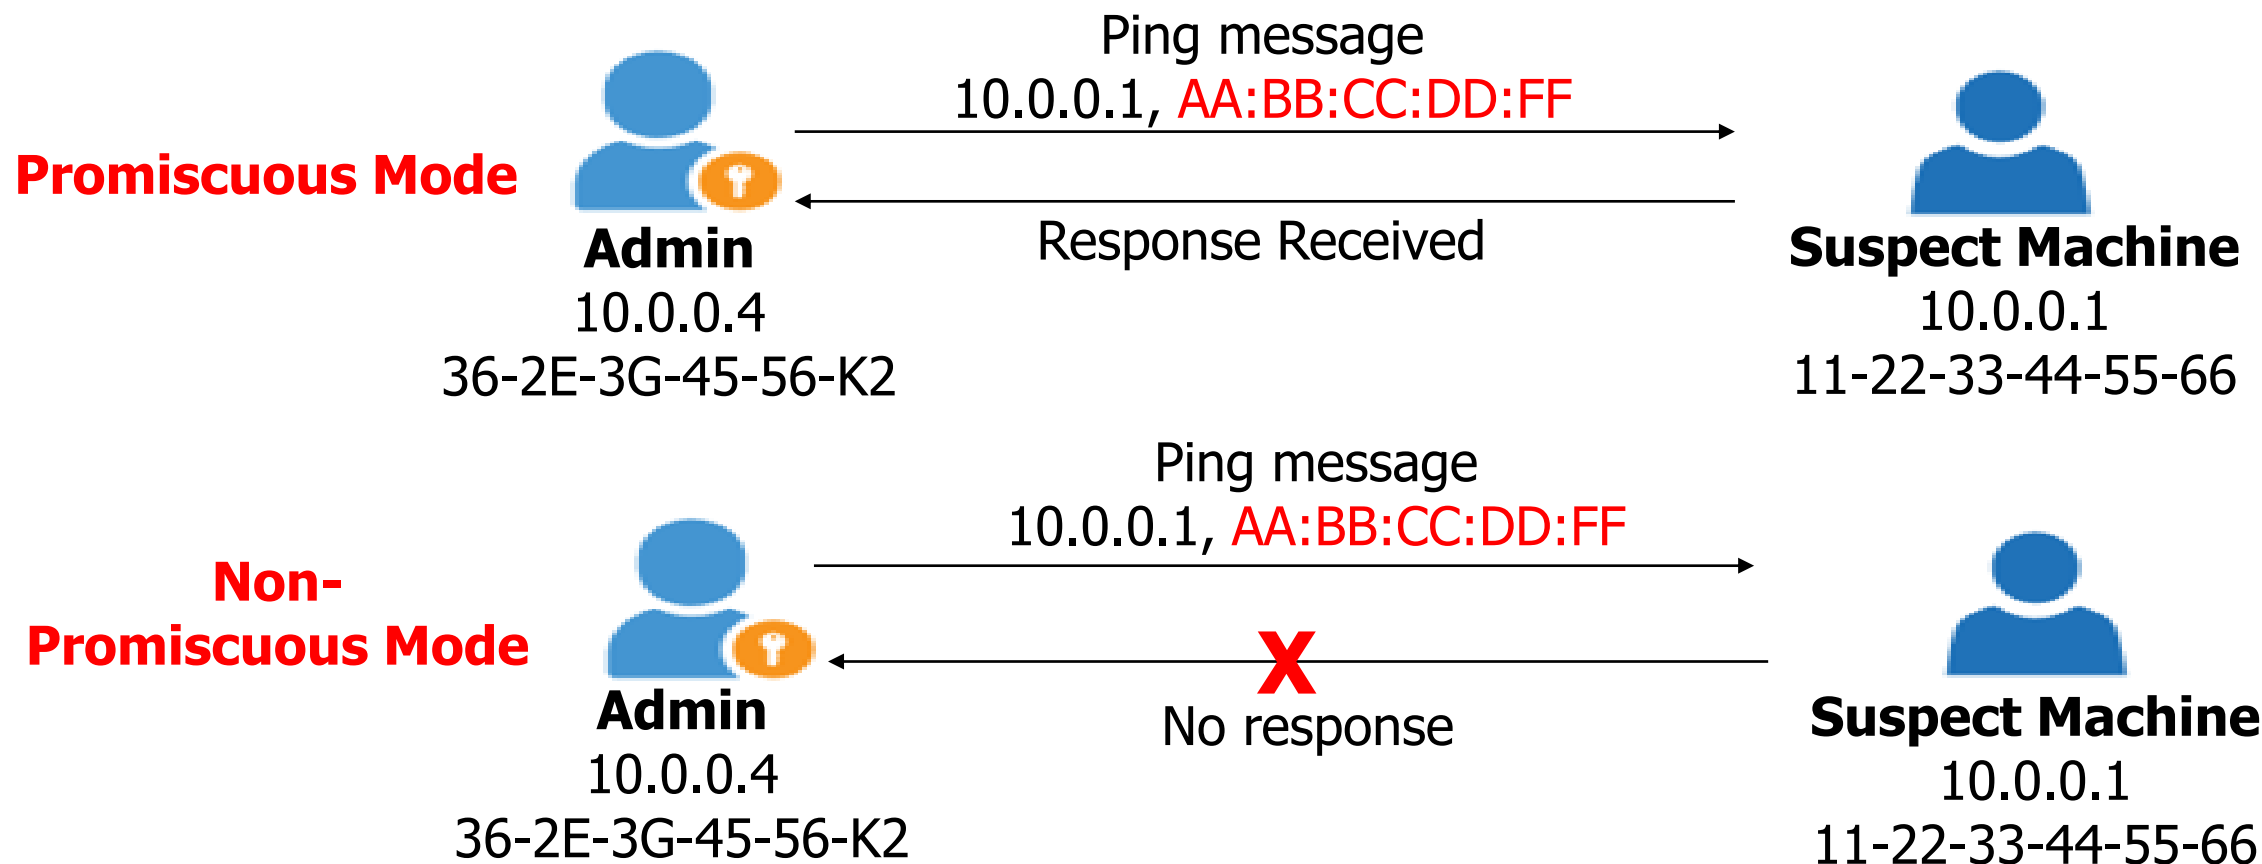 Ping message
10.0.0.1, AA:BB:CC:DD:FF
Promiscuous Mode
Response Received
Admin
10.0.0.4
36-2E-3G-45-56-K2
Suspect Machine
10.0.0.1
11-22-33-44-55-66
Ping message
10.0.0.1, AA:BB:CC:DD:FF
Non-
Promiscuous Mode
X
No response
Admin
10.0.0.4
36-2E-3G-45-56-K2
Suspect Machine
10.0.0.1
11-22-33-44-55-66